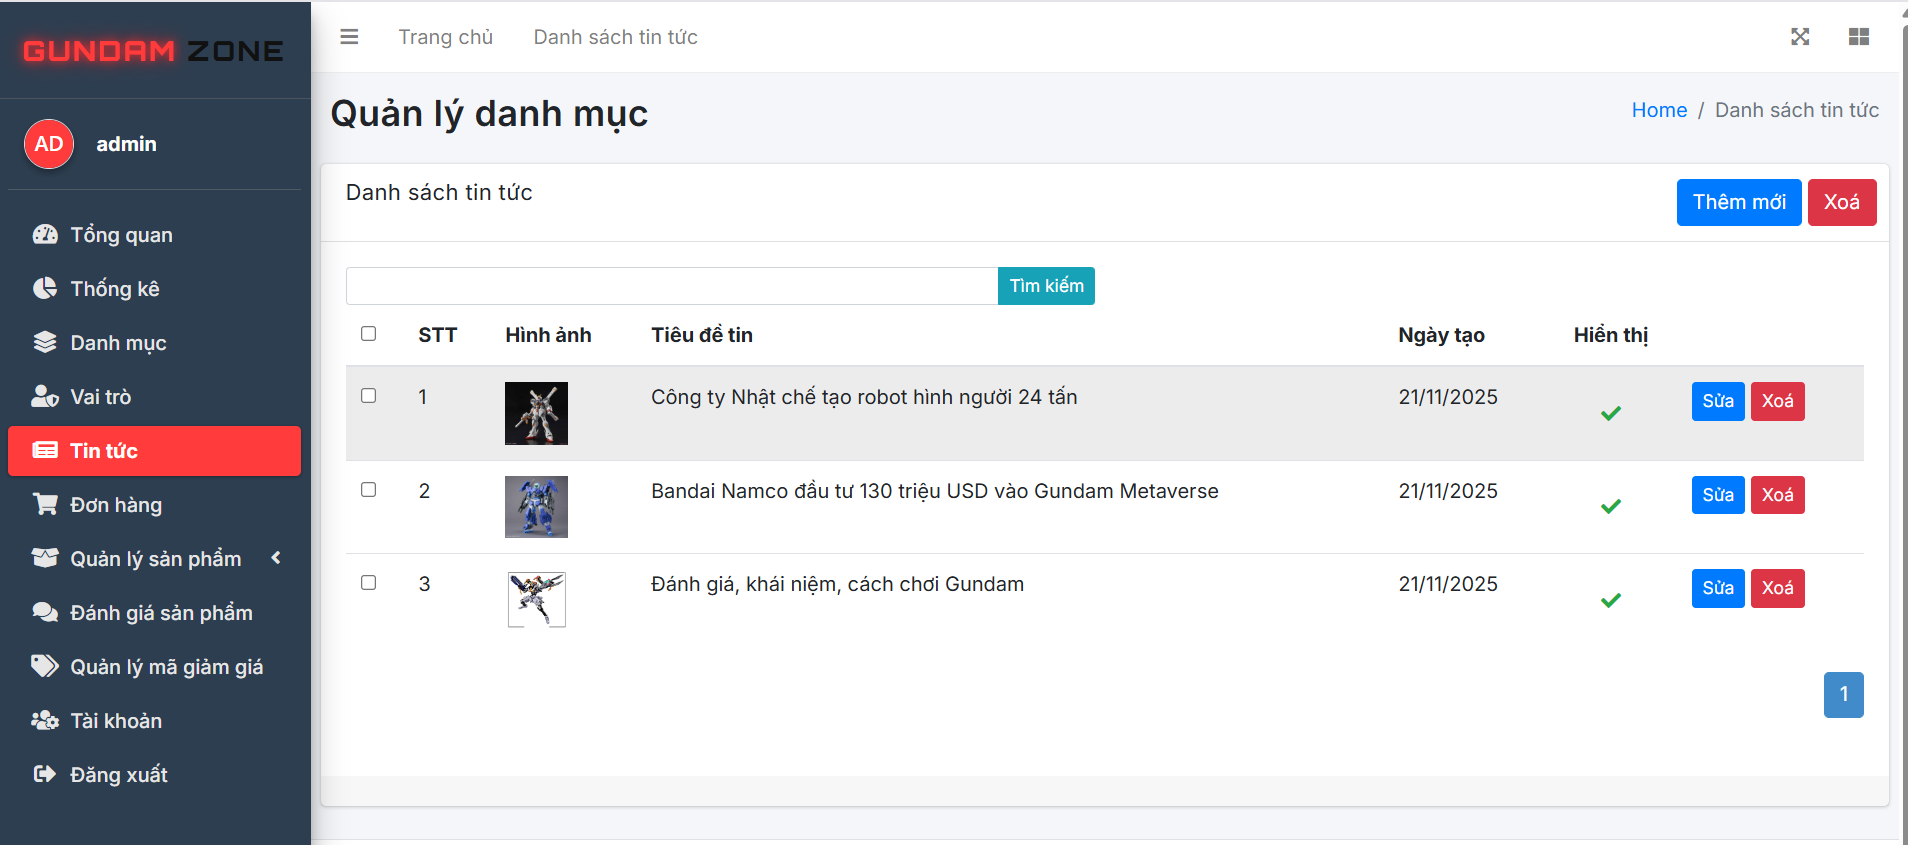 GUNDAM ZONE
AD
admin
Tổng quan
Thống kê
Danh mục
Vai trò
Tin tức
Đơn hàng
Quản lý sản phẩm
Đánh giá sản phẩm
Quản lý mã giảm giá
Tài khoản
Đăng xuất
Trang chủ Danh sách tin tức
Quản lý danh mục
Home / Danh sách tin tức
Danh sách tin tức
Thêm mới Xoá
Tìm kiếm
STT Hình ảnh Tiêu đề tin Ngày tạo Hiển thị
1 Công ty Nhật chế tạo robot hình người 24 tấn 21/11/2025 Sửa Xoá
2 Bandai Namco đầu tư 130 triệu USD vào Gundam Metaverse 21/11/2025 Sửa Xoá
3 Đánh giá, khái niệm, cách chơi Gundam 21/11/2025 Sửa Xoá
1